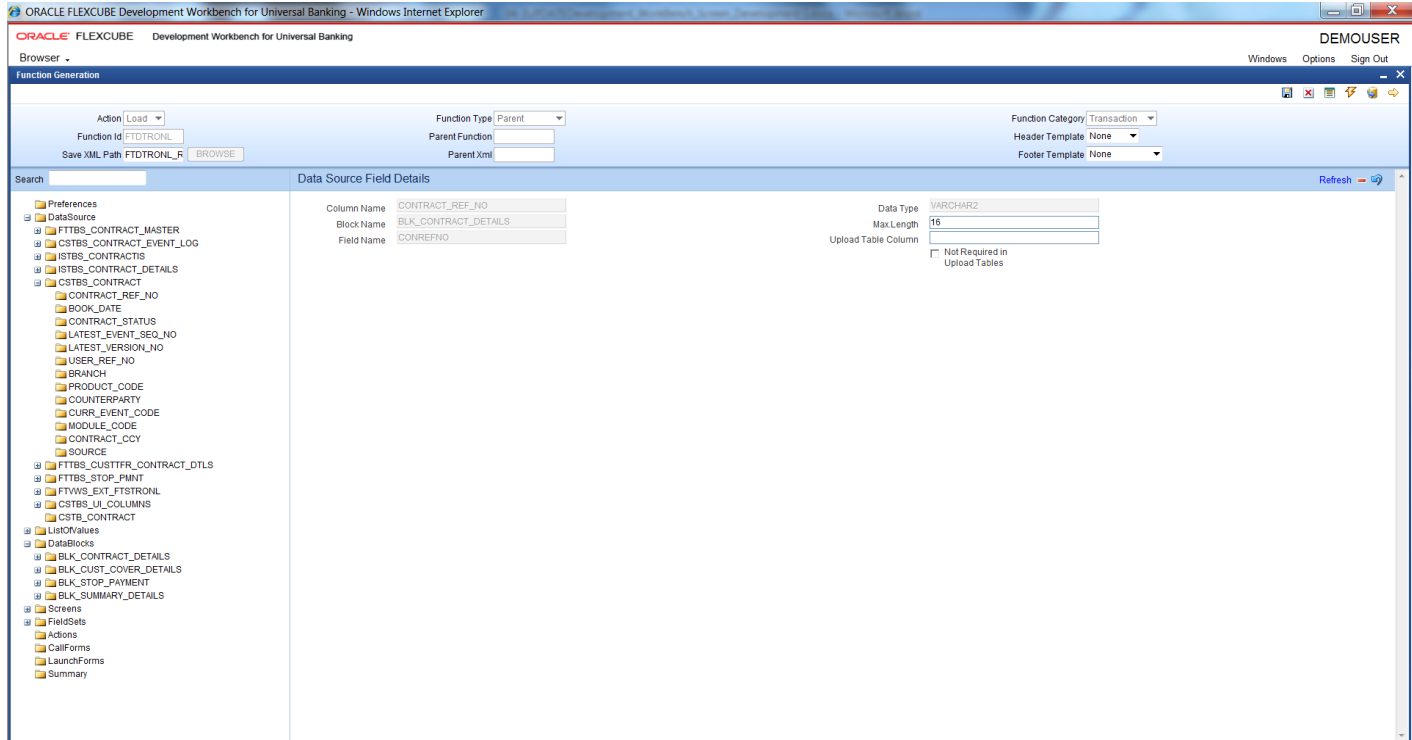 ORACLE FLEXCUBE Development Workbench for Universal Banking - Windows Internet Explorer
ORACLE FLEXCUBE Development Workbench for Universal Banking
DEMOUSER
Browser
Windows Options Sign Out
Function Generation
Action Load Function Type Parent Function Category Transaction
Function Id FTDTRONL Parent Function Header Template None
Save XML Path FTDTRONL_R BROWSE Parent Xml Footer Template None
Search Data Source Field Details Refresh
Column Name CONTRACT_REF_NO Data Type VARCHAR2
Block Name BLK_CONTRACT_DETAILS Max.Length 16
Field Name CONREFNO Upload Table Column
Not Required in
Upload Tables
Preferences
DataSource
FTTBS_CONTRACT_MASTER
CSTBS_CONTRACT_EVENT_LOG
ISTBS_CONTRACTIS
ISTBS_CONTRACT_DETAILS
CSTBS_CONTRACT
CONTRACT_REF_NO
BOOK_DATE
CONTRACT_STATUS
LATEST_EVENT_SEQ_NO
LATEST_VERSION_NO
USER_REF_NO
BRANCH
PRODUCT_CODE
COUNTERPARTY
CURR_EVENT_CODE
MODULE_CODE
CONTRACT_CCY
SOURCE
FTTBS_CUSTTFR_CONTRACT_DTLS
FTTBS_STOP_PMNT
FTVWS_EXT_FTSTRONL
CSTBS_UI_COLUMNS
CSTB_CONTRACT
ListOfValues
DataBlocks
BLK_CONTRACT_DETAILS
BLK_CUST_COVER_DETAILS
BLK_STOP_PAYMENT
BLK_SUMMARY_DETAILS
Screens
FieldSets
Actions
CallForms
LaunchForms
Summary